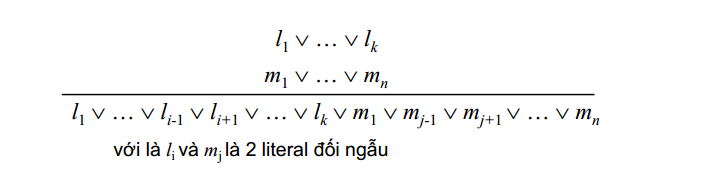 l₁ ∨ … ∨ lₖ
m₁ ∨ … ∨ mₙ
l₁ ∨ … ∨ lᵢ₋₁ ∨ lᵢ₊₁ ∨ … ∨ lₖ ∨ m₁ ∨ mⱼ₋₁ ∨ mⱼ₊₁ ∨ … ∨ mₙ
với là lᵢ và mⱼ là 2 literal đối ngẫu